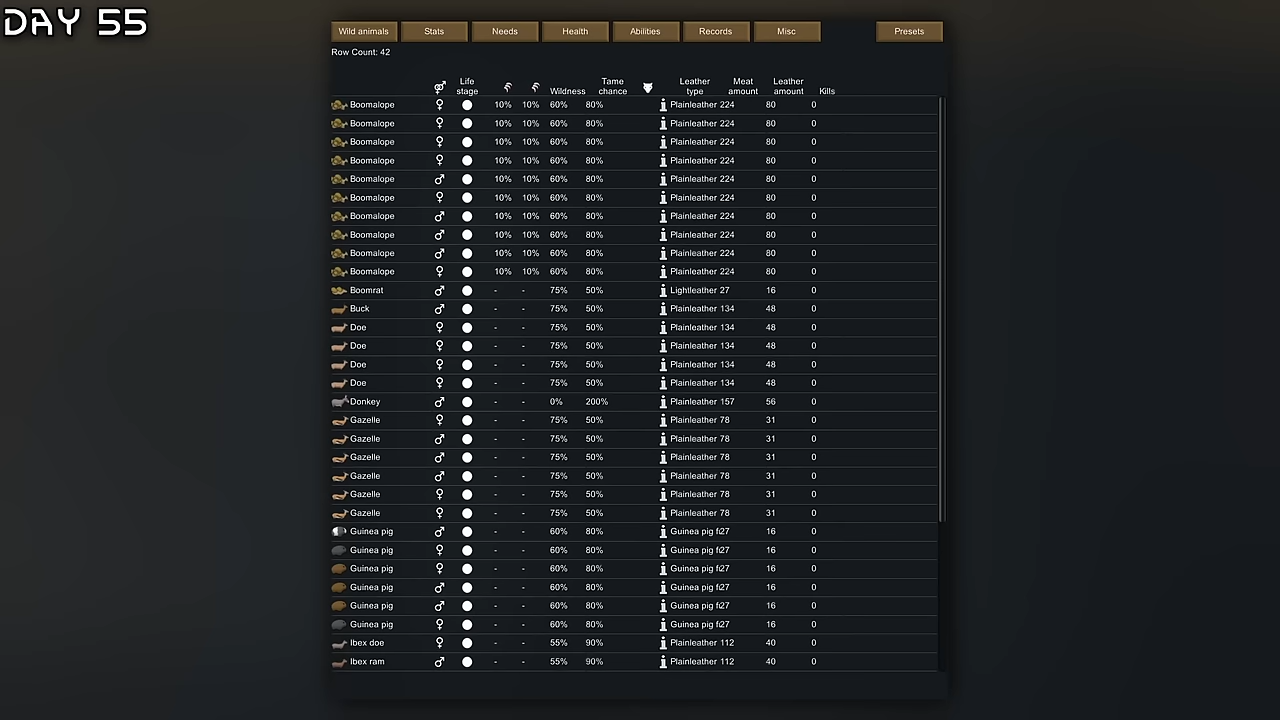 DAY 55
Wild animals Stats Needs Health Abilities Records Misc Presets
Row Count: 42
Life stage Wildness Tame chance Leather type Meat amount Leather amount Kills
Boomalope 10% 10% 60% 80% Plainleather 224 80 0
Boomalope 10% 10% 60% 80% Plainleather 224 80 0
Boomalope 10% 10% 60% 80% Plainleather 224 80 0
Boomalope 10% 10% 60% 80% Plainleather 224 80 0
Boomalope 10% 10% 60% 80% Plainleather 224 80 0
Boomalope 10% 10% 60% 80% Plainleather 224 80 0
Boomalope 10% 10% 60% 80% Plainleather 224 80 0
Boomalope 10% 10% 60% 80% Plainleather 224 80 0
Boomalope 10% 10% 60% 80% Plainleather 224 80 0
Boomalope 10% 10% 60% 80% Plainleather 224 80 0
Boomrat - - 75% 50% Lightleather 27 16 0
Buck - - 75% 50% Plainleather 134 48 0
Doe - - 75% 50% Plainleather 134 48 0
Doe - - 75% 50% Plainleather 134 48 0
Doe - - 75% 50% Plainleather 134 48 0
Doe - - 75% 50% Plainleather 134 48 0
Donkey - - 0% 200% Plainleather 157 56 0
Gazelle - - 75% 50% Plainleather 78 31 0
Gazelle - - 75% 50% Plainleather 78 31 0
Gazelle - - 75% 50% Plainleather 78 31 0
Gazelle - - 75% 50% Plainleather 78 31 0
Gazelle - - 75% 50% Plainleather 78 31 0
Gazelle - - 75% 50% Plainleather 78 31 0
Guinea pig - - 60% 80% Guinea pig f 27 16 0
Guinea pig - - 60% 80% Guinea pig f 27 16 0
Guinea pig - - 60% 80% Guinea pig f 27 16 0
Guinea pig - - 60% 80% Guinea pig f 27 16 0
Guinea pig - - 60% 80% Guinea pig f 27 16 0
Guinea pig - - 60% 80% Guinea pig f 27 16 0
Ibex doe - - 55% 90% Plainleather 112 40 0
Ibex ram - - 55% 90% Plainleather 112 40 0